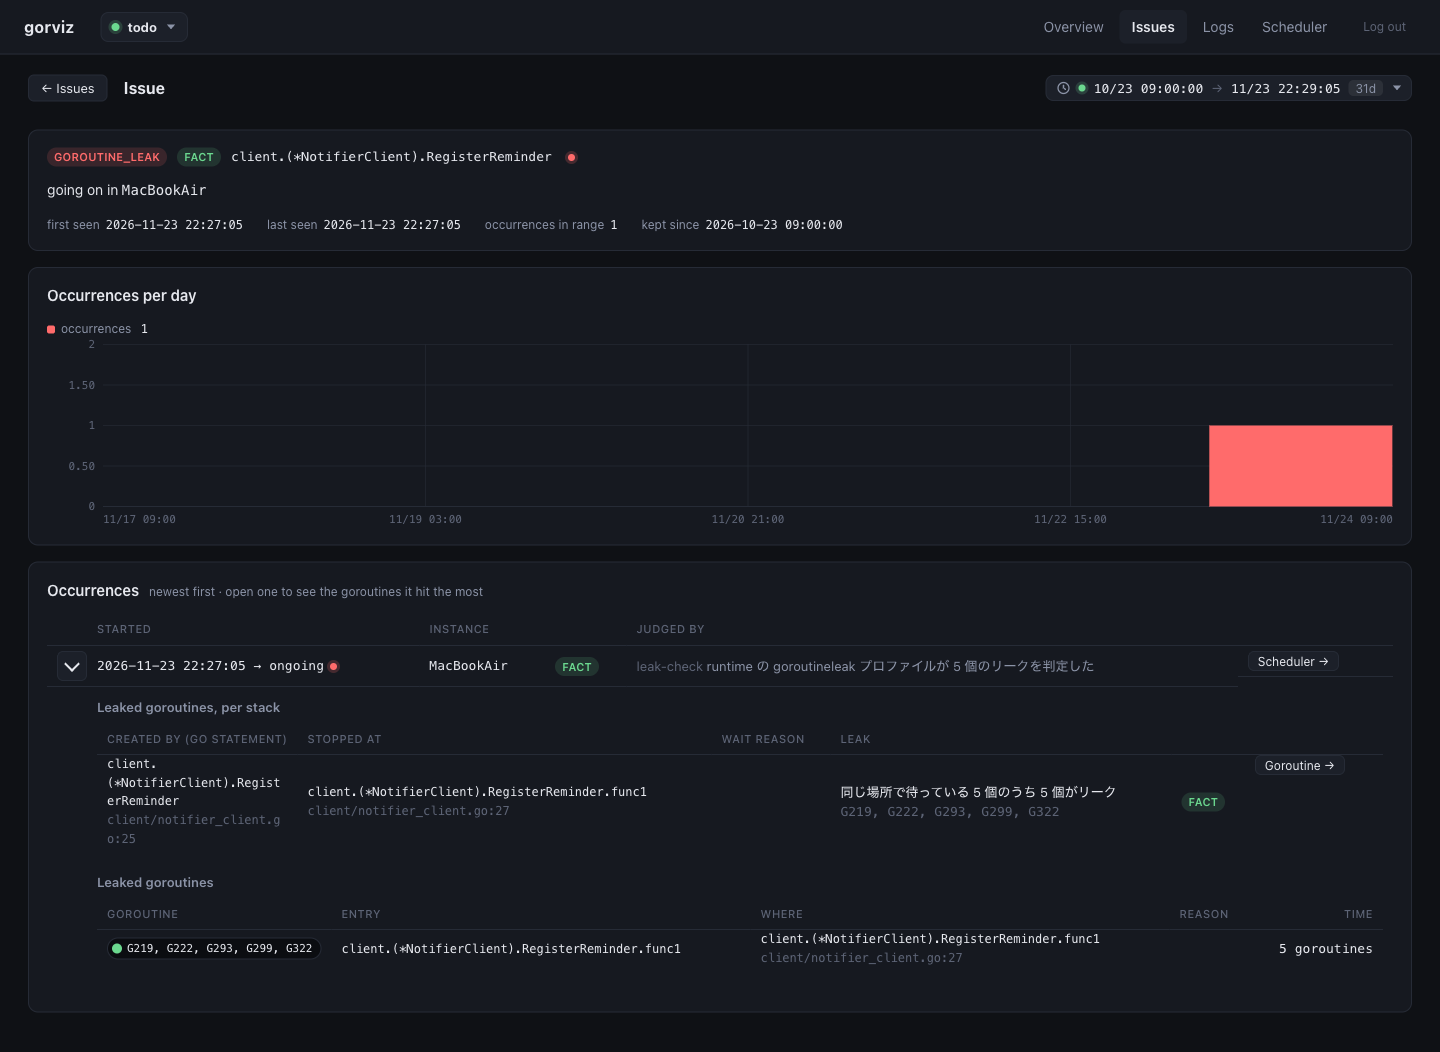 gorviz
todo
Overview
Issues
Logs
Scheduler
Log out
← Issues
Issue
10/23 09:00:00 → 11/23 22:29:05 31d
GOROUTINE_LEAK FACT client.(*NotifierClient).RegisterReminder
going on in MacBookAir
first seen 2026-11-23 22:27:05 last seen 2026-11-23 22:27:05 occurrences in range 1 kept since 2026-10-23 09:00:00
Occurrences per day
occurrences 1
2
1.50
1
0.50
0
11/17 09:00 11/19 03:00 11/20 21:00 11/22 15:00 11/24 09:00
Occurrences newest first · open one to see the goroutines it hit the most
STARTED INSTANCE JUDGED BY
2026-11-23 22:27:05 → ongoing MacBookAir FACT leak-check runtime の goroutineleak プロファイルが 5 個のリークを判定した Scheduler →
Leaked goroutines, per stack
CREATED BY (GO STATEMENT) STOPPED AT WAIT REASON LEAK
client.
(*NotifierClient).Regist
erReminder
client/notifier_client.g
o:25
client.(*NotifierClient).RegisterReminder.func1
client/notifier_client.go:27
同じ場所で待っている 5 個のうち 5 個がリーク
G219, G222, G293, G299, G322
FACT
Goroutine →
Leaked goroutines
GOROUTINE ENTRY WHERE REASON TIME
G219, G222, G293, G299, G322 client.(*NotifierClient).RegisterReminder.func1
client.(*NotifierClient).RegisterReminder.func1
client/notifier_client.go:27
5 goroutines